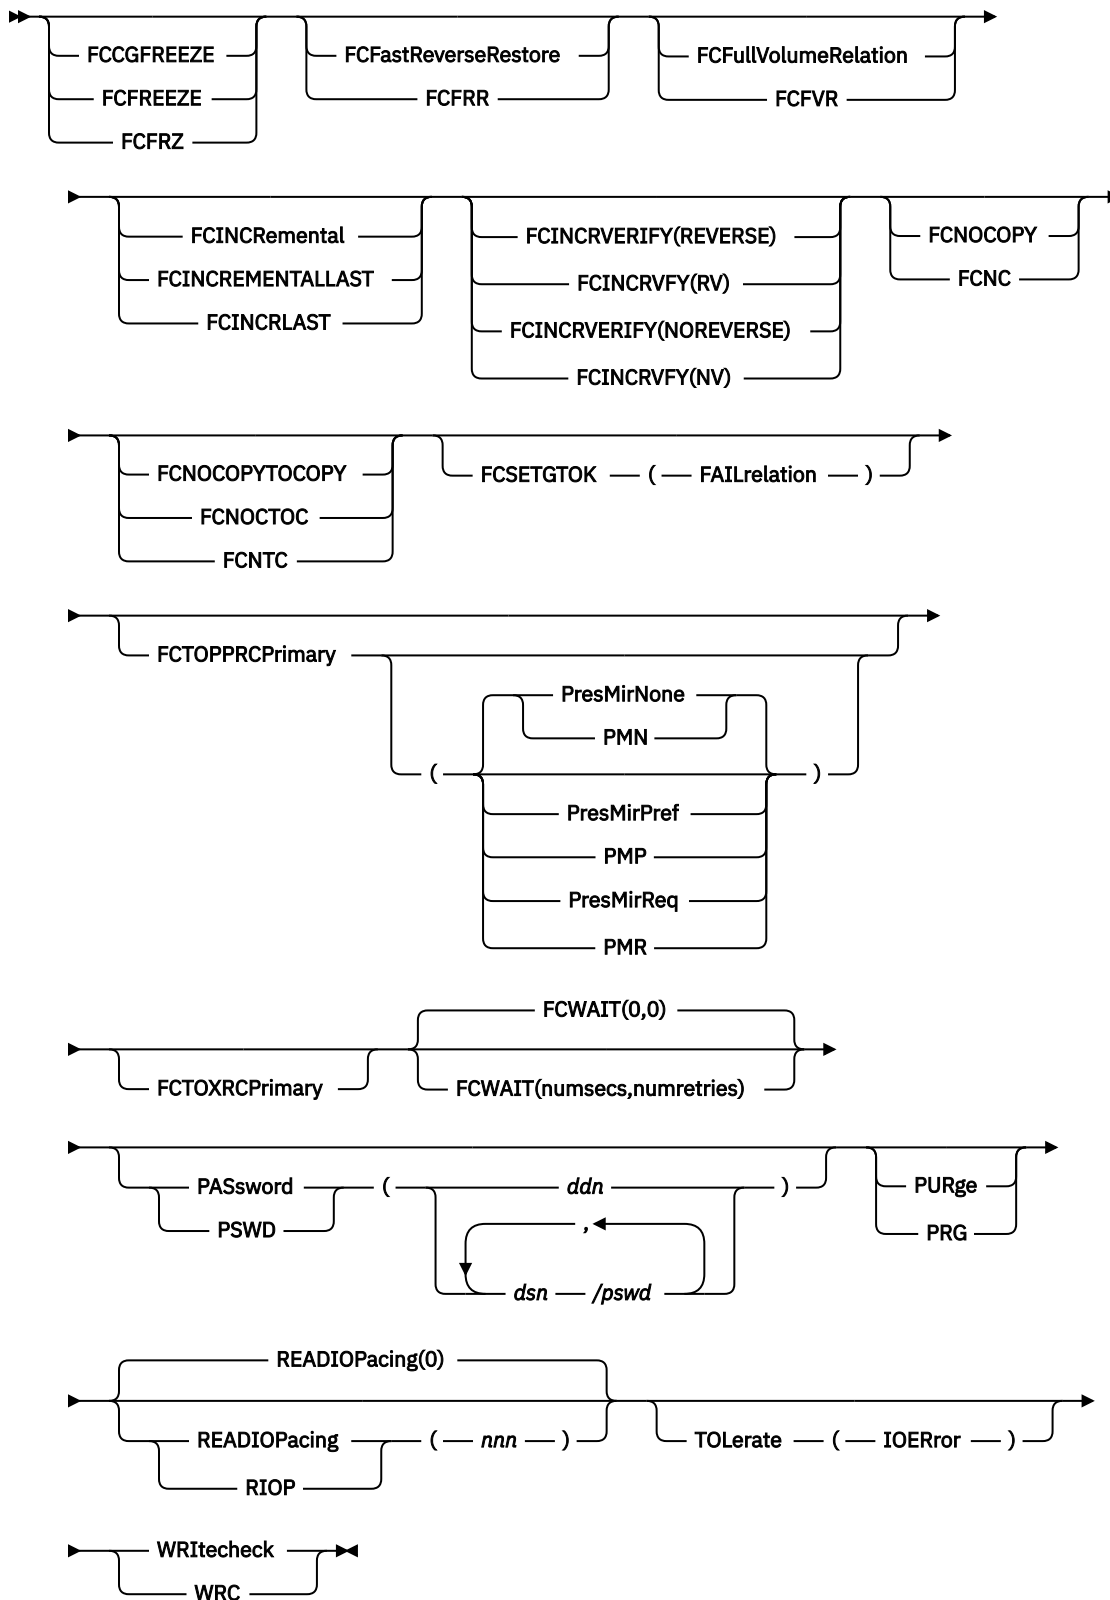 FCCGFREEZE
FCFREEZE
FCFRZ
FCFastReverseRestore
FCFRR
FCFullVolumeRelation
FCFVR
FCINCRemental
FCINCREMENTALLAST
FCINCRLAST
FCINCRVERIFY(REVERSE)
FCINCRVFY(RV)
FCINCRVERIFY(NOREVERSE)
FCINCRVFY(NV)
FCNOCOPY
FCNC
FCNOCOPYTOCOPY
FCNOCTOC
FCNTC
FCSETGTOK ( FAILrelation )
FCTOPPRCPrimary
PresMirNone
PMN
( )
PresMirPref
PMP
PresMirReq
PMR
FCTOXRCPrimary
FCWAIT(0,0)
FCWAIT(numsecs,numretries)
PASsword
PSWD
( ddn )
,
dsn /pswd
PURge
PRG
READIOPacing(0)
READIOPacing ( nnn )
RIOP
TOLerate ( IOERror )
WRItecheck
WRC